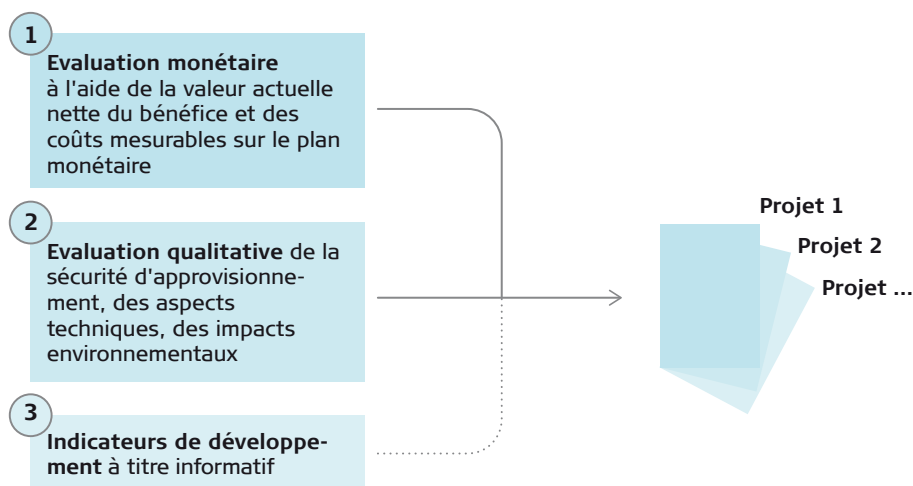 1
Evaluation monétaire
à l'aide de la valeur actuelle
nette du bénéfice et des
coûts mesurables sur le plan
monétaire
2
Evaluation qualitative de la
sécurité d'approvisionne-
ment, des aspects
techniques, des impacts
environnementaux
3
Indicateurs de développe-
ment à titre informatif
Projet 1
Projet 2
Projet ...